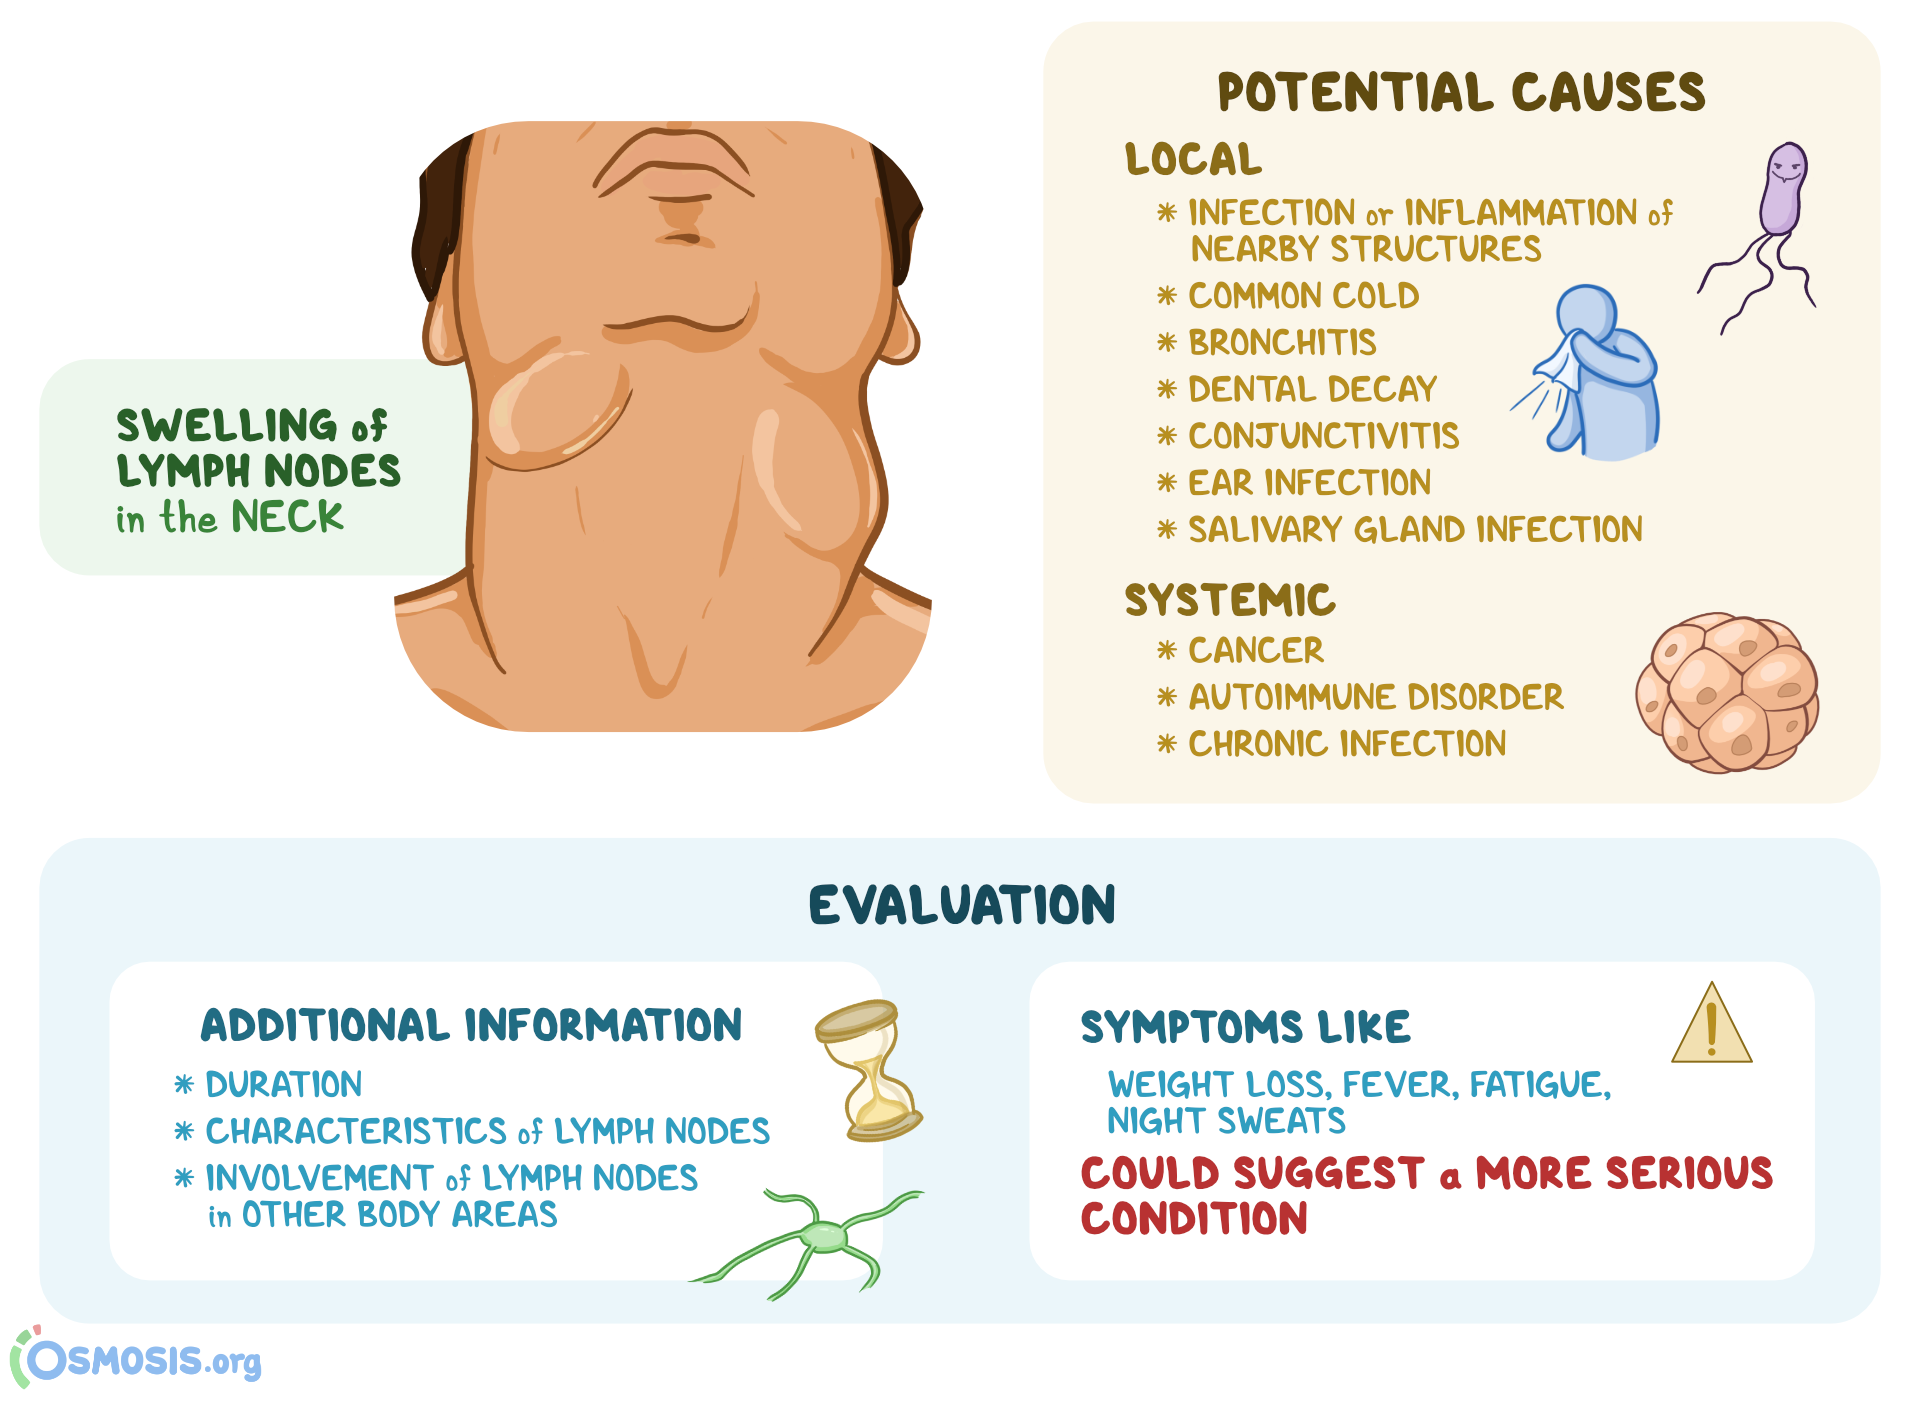 SWELLING of
LYMPH NODES
in the NECK
POTENTIAL CAUSES
LOCAL
* INFECTION or INFLAMMATION of
NEARBY STRUCTURES
* COMMON COLD
* BRONCHITIS
* DENTAL DECAY
* CONJUNCTIVITIS
* EAR INFECTION
* SALIVARY GLAND INFECTION
SYSTEMIC
* CANCER
* AUTOIMMUNE DISORDER
* CHRONIC INFECTION
EVALUATION
ADDITIONAL INFORMATION
* DURATION
* CHARACTERISTICS of LYMPH NODES
* INVOLVEMENT of LYMPH NODES
in OTHER BODY AREAS
SYMPTOMS LIKE
WEIGHT LOSS, FEVER, FATIGUE,
NIGHT SWEATS
COULD SUGGEST a MORE SERIOUS
CONDITION
!
OSMOSIS.org